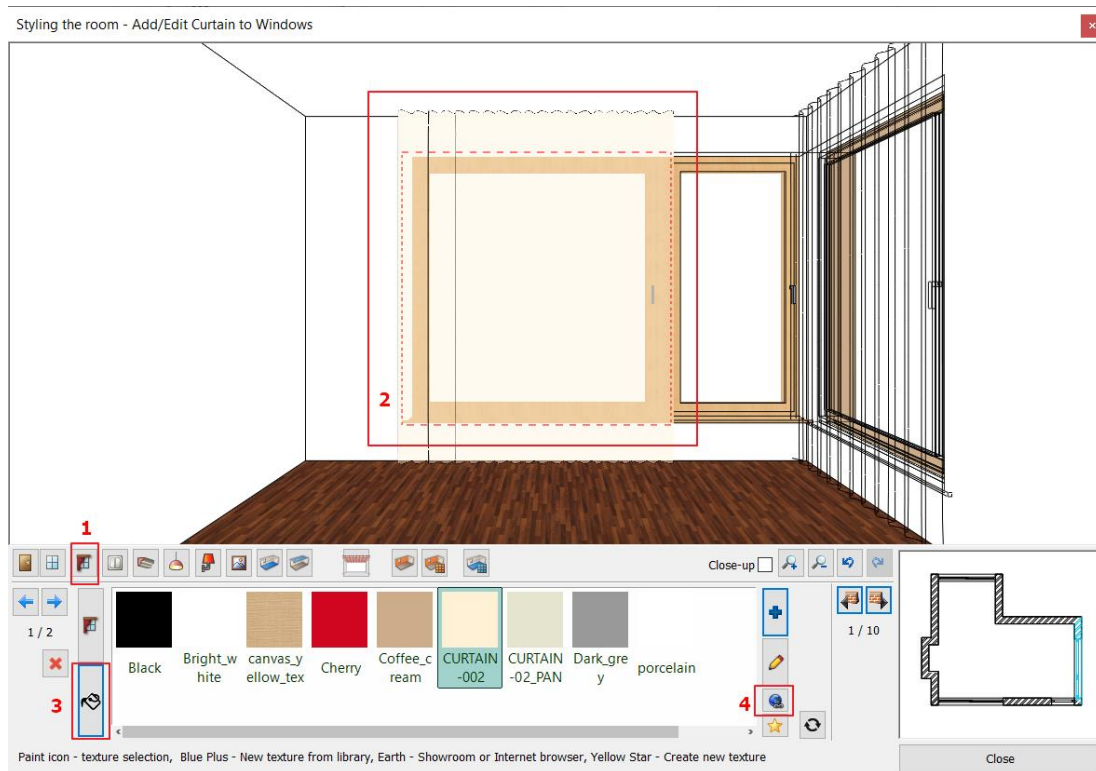 Styling the room - Add/Edit Curtain to Windows
2
1
Close-up
1 / 2
3
Black
Bright_w
hite
canvas_y
ellow_tex
Cherry
Coffee_c
ream
CURTAIN
-002
CURTAIN
-02_PAN
Dark_gre
y
porcelain
4
1 / 10
Paint icon - texture selection, Blue Plus - New texture from library, Earth - Showroom or Internet browser, Yellow Star - Create new texture
Close